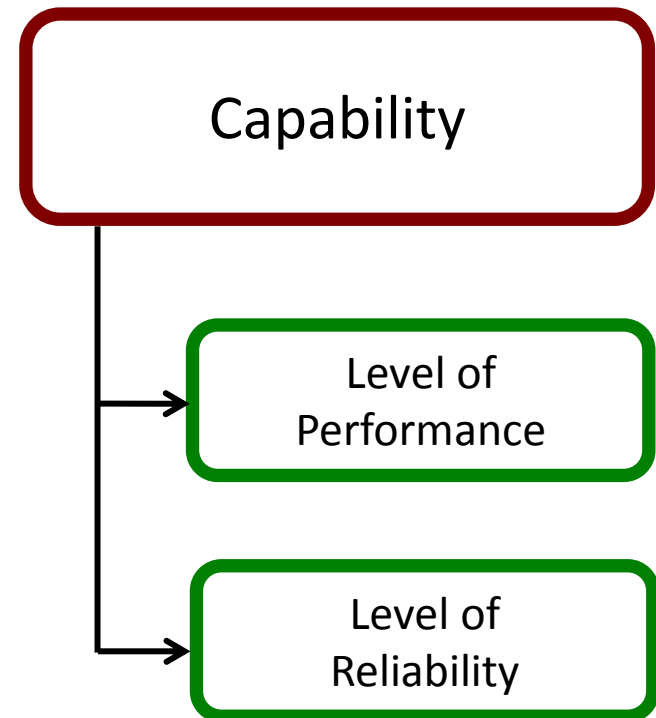 Capability
Level of
Performance
Level of
Reliability